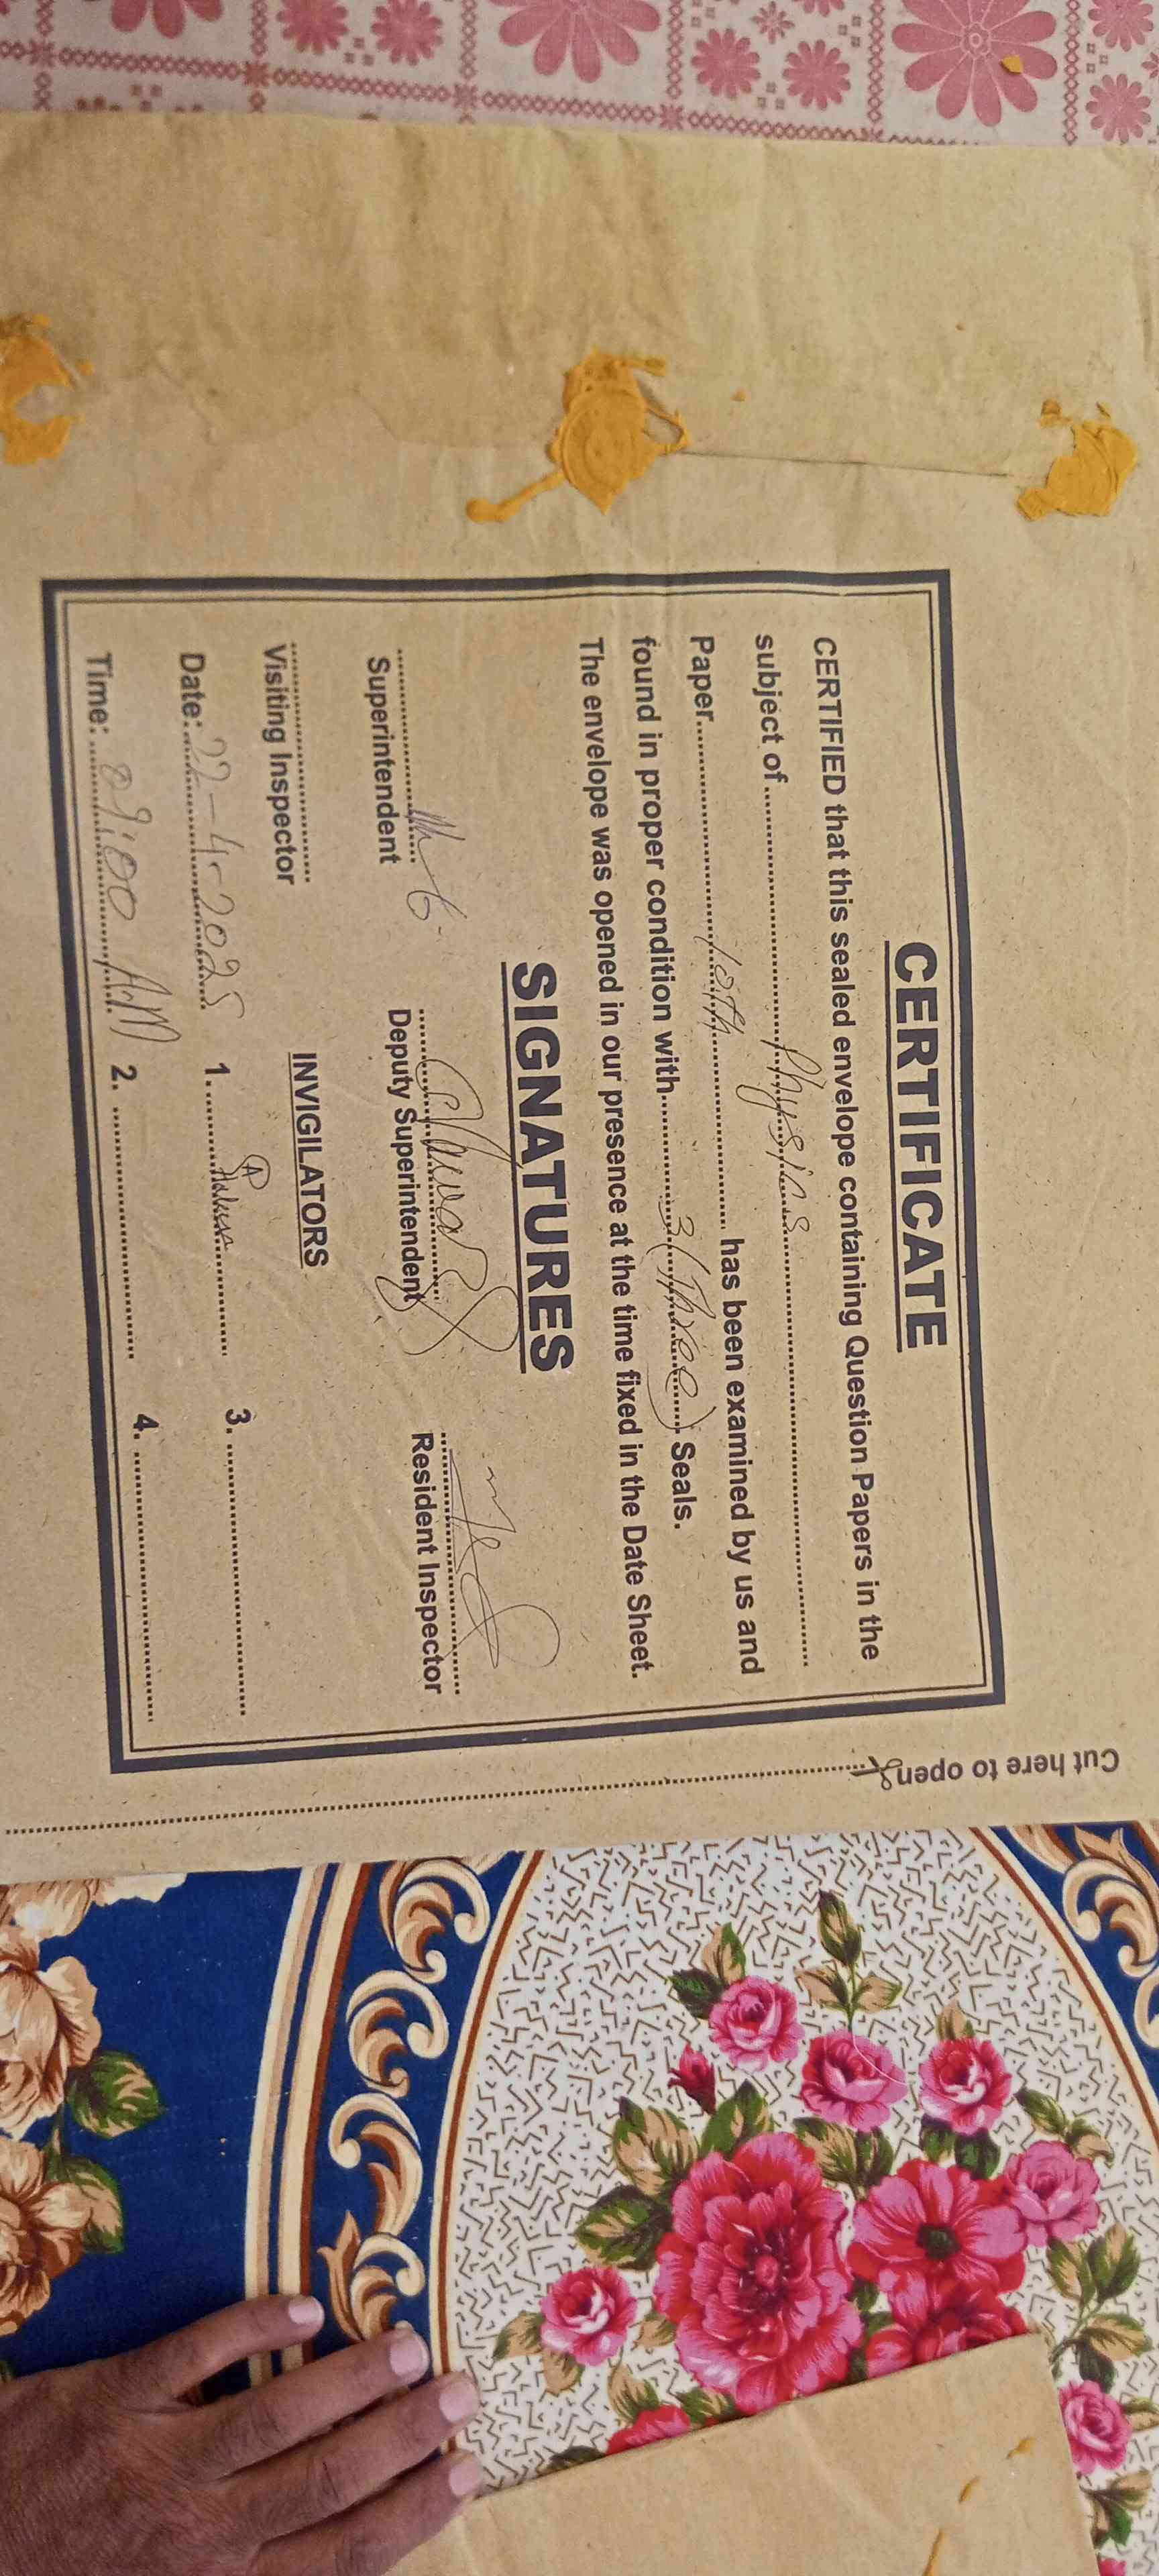 CERTIFICATE
CERTIFIED that this sealed envelope containing Question Papers in the
subject of Physics
Paper 10th has been examined by us and
found in proper condition with 3 (Three) Seals.
The envelope was opened in our presence at the time fixed in the Date Sheet.
SIGNATURES
Superintendent
Deputy Superintendent
Resident Inspector
Visiting Inspector
INVIGILATORS
Date: 22-4-2025
1.
3.
Time: 09:00 A.M
2.
4.
Cut here to open